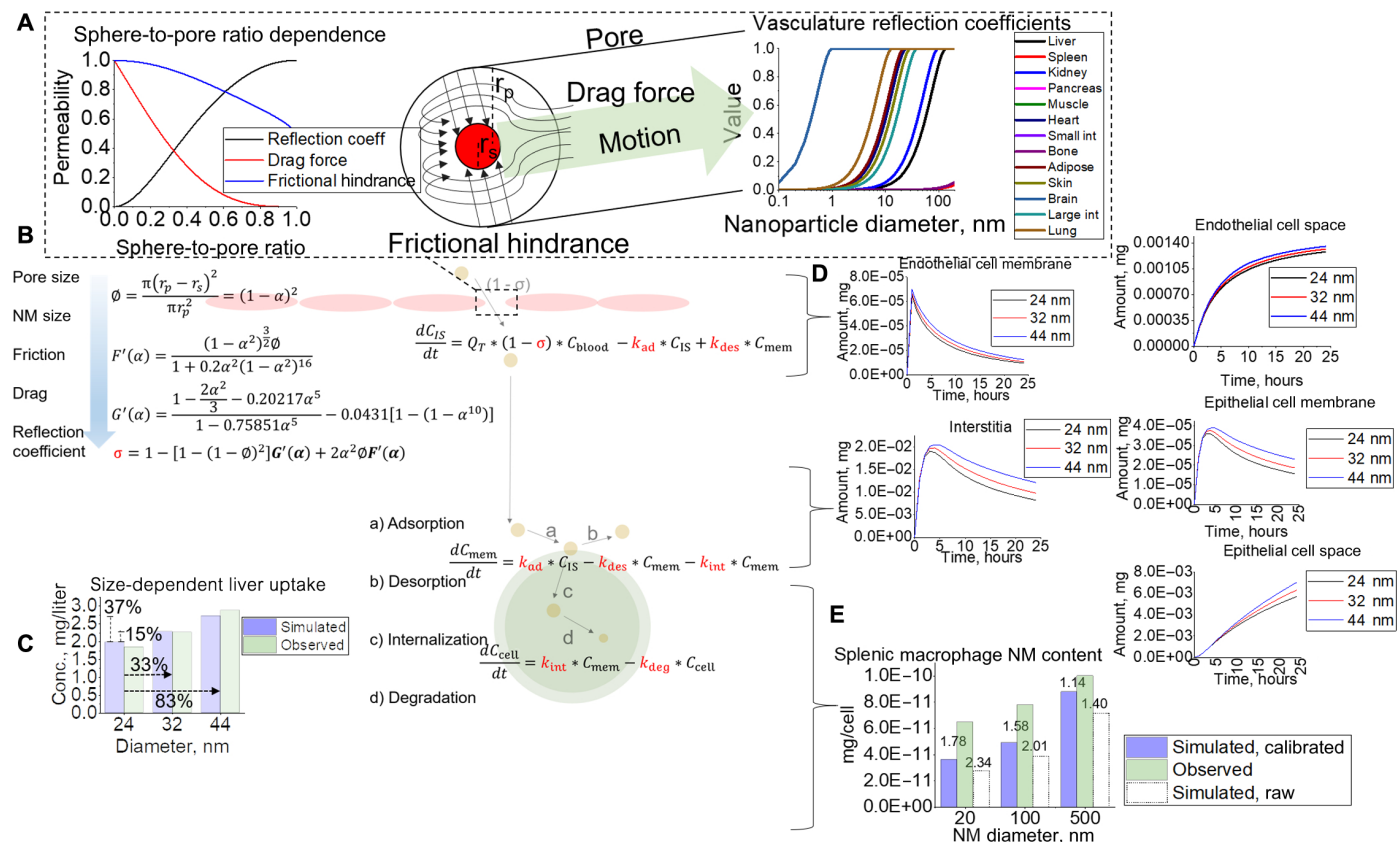 A
Sphere-to-pore ratio dependence
Permeability
1.0
0.8
0.6
0.4
0.2
0.0
0.0 0.2 0.4 0.6 0.8 1.0
Sphere-to-pore ratio
Reflection coeff
Drag force
Frictional hindrance
Pore
r_p
r_s
Drag force
Motion
Frictional hindrance
Vasculature reflection coefficients
Value
1.0
0.8
0.6
0.4
0.2
0.0
0.1 1 10 100
Nanoparticle diameter, nm
Liver
Spleen
Kidney
Pancreas
Muscle
Heart
Small int
Bone
Adipose
Skin
Brain
Large int
Lung
B
Pore size
NM size
Friction
Drag
Reflection
coefficient
∅ = π(r_p − r_s)^2 / πr_p^2 = (1 − α)^2
F′(α) = (1 − α^2)^{3/2}∅ / 1 + 0.2α^2(1 − α^2)^16
G′(α) = (1 − 2α^2/3 − 0.20217α^5) / (1 − 0.75851α^5) − 0.0431[1 − (1 − α^10)]
σ = 1 − [1 − (1 − ∅)^2]G′(α) + 2α^2∅F′(α)
(1 - σ)
dC_IS/dt = Q_T * (1 − σ) * C_blood − k_ad * C_IS + k_des * C_mem
a) Adsorption
a b
dC_mem/dt = k_ad * C_IS − k_des * C_mem − k_int * C_mem
b) Desorption
c
d
c) Internalization
dC_cell/dt = k_int * C_mem − k_deg * C_cell
d) Degradation
C
Size-dependent liver uptake
Conc., mg/liter
3.0
2.5
2.0
1.5
1.0
0.5
0.0
37%
15%
33%
83%
24 32 44
Diameter, nm
Simulated
Observed
D
Endothelial cell membrane
Amount, mg
8.0E-05
6.0E-05
4.0E-05
2.0E-05
0.0E+00
0 5 10 15 20 25
Time, hours
24 nm
32 nm
44 nm
Endothelial cell space
Amount, mg
0.00140
0.00105
0.00070
0.00035
0.00000
0 5 10 15 20 25
Time, hours
24 nm
32 nm
44 nm
Interstitia
Amount, mg
2.0E−02
1.5E−02
1.0E−02
5.0E−03
0.0E+00
0 5 10 15 20 25
Time, hours
24 nm
32 nm
44 nm
Epithelial cell membrane
Amount, mg
4.0E-05
3.0E-05
2.0E-05
1.0E-05
0.0E+00
0 5 10 15 20 25
Time, hours
24 nm
32 nm
44 nm
Epithelial cell space
Amount, mg
8.0E-03
6.0E-03
4.0E-03
2.0E-03
0.0E+00
0 5 10 15 20 25
Time, hours
24 nm
32 nm
44 nm
E
Splenic macrophage NM content
mg/cell
1.0E-10
8.0E-11
6.0E-11
4.0E-11
2.0E-11
0.0E+00
1.78
2.34
1.58
2.01
1.14
1.40
20 100 500
NM diameter, nm
Simulated, calibrated
Observed
Simulated, raw